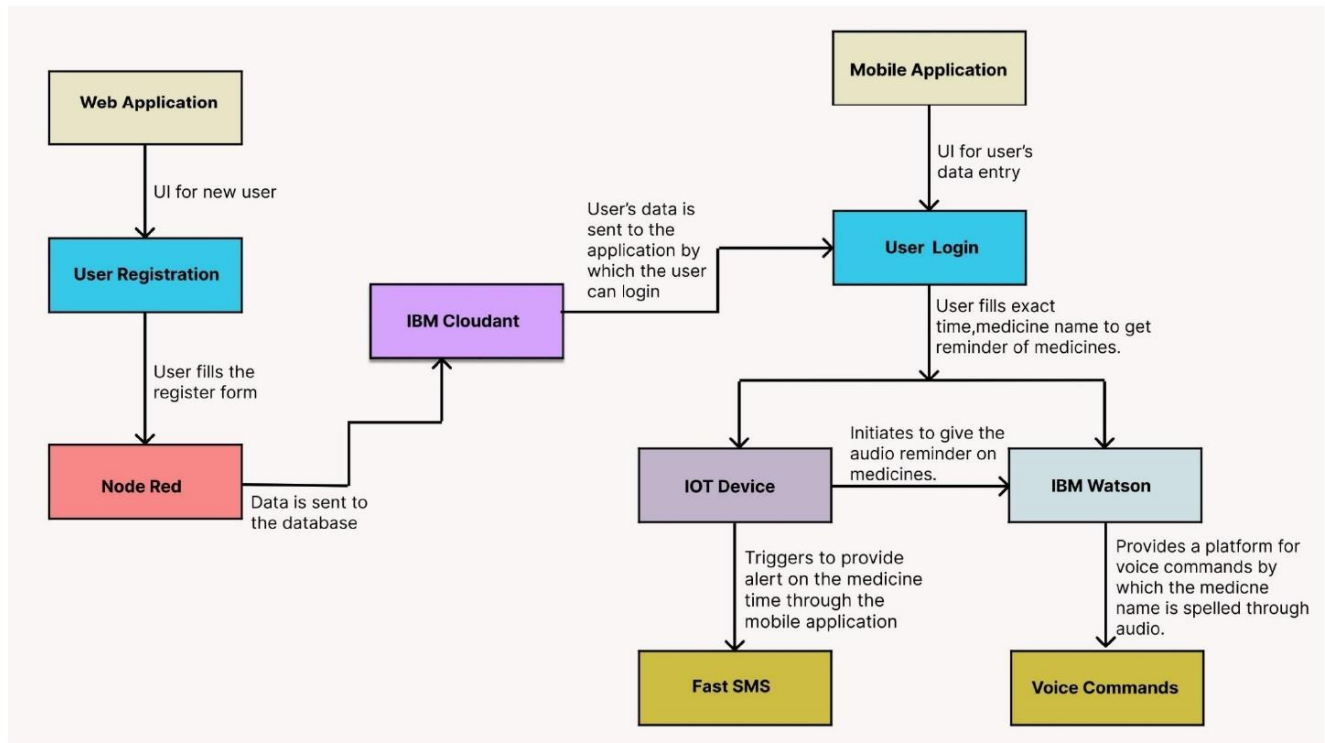 Web Application
UI for new user
User Registration
User fills the
register form
Node Red
Data is sent to
the database
IBM Cloudant
User's data is
sent to the
application by
which the user
can login
Mobile Application
UI for user's
data entry
User Login
User fills exact
time,medicine name to get
reminder of medicines.
IOT Device
Initiates to give the
audio reminder on
medicines.
IBM Watson
Triggers to provide
alert on the medicine
time through the
mobile application
Fast SMS
Provides a platform for
voice commands by
which the medicne
name is spelled through
audio.
Voice Commands